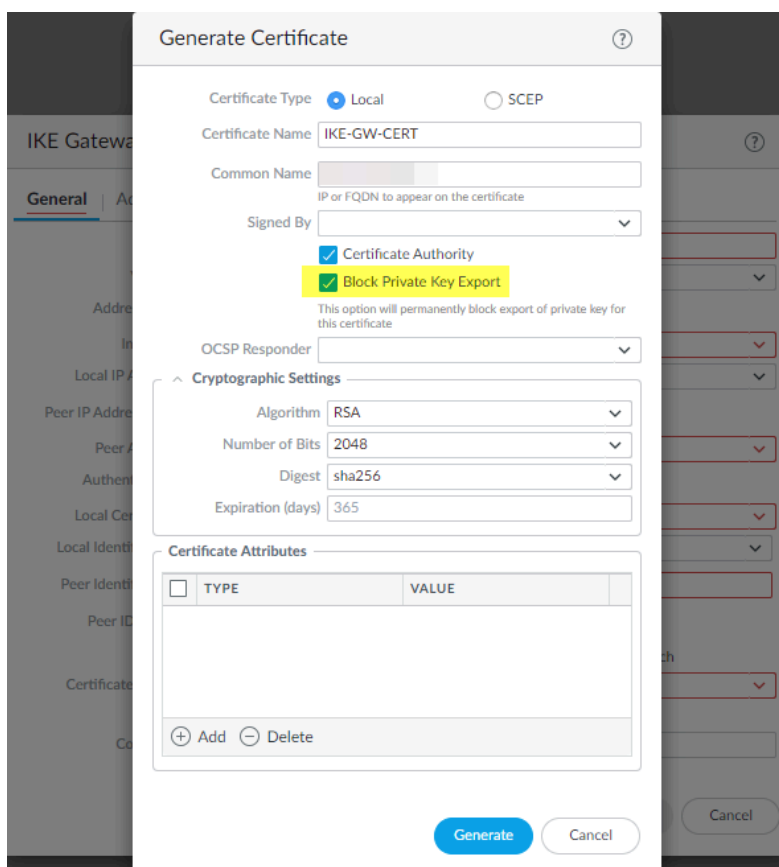 Generate Certificate
Certificate Type Local SCEP
IKE Gatewa
Certificate Name IKE-GW-CERT
General
Common Name
IP or FQDN to appear on the certificate
Signed By
Certificate Authority
Block Private Key Export
Addre
This option will permanently block export of private key for
this certificate
In
OCSP Responder
Local IP A
Cryptographic Settings
Peer IP Addre
Algorithm RSA
Peer A
Number of Bits 2048
Authent
Digest sha256
Local Cer
Expiration (days) 365
Local Identi
Certificate Attributes
Peer Identi
TYPE VALUE
Peer ID
ch
Certificate
Add Delete
Co
Cancel
Generate Cancel